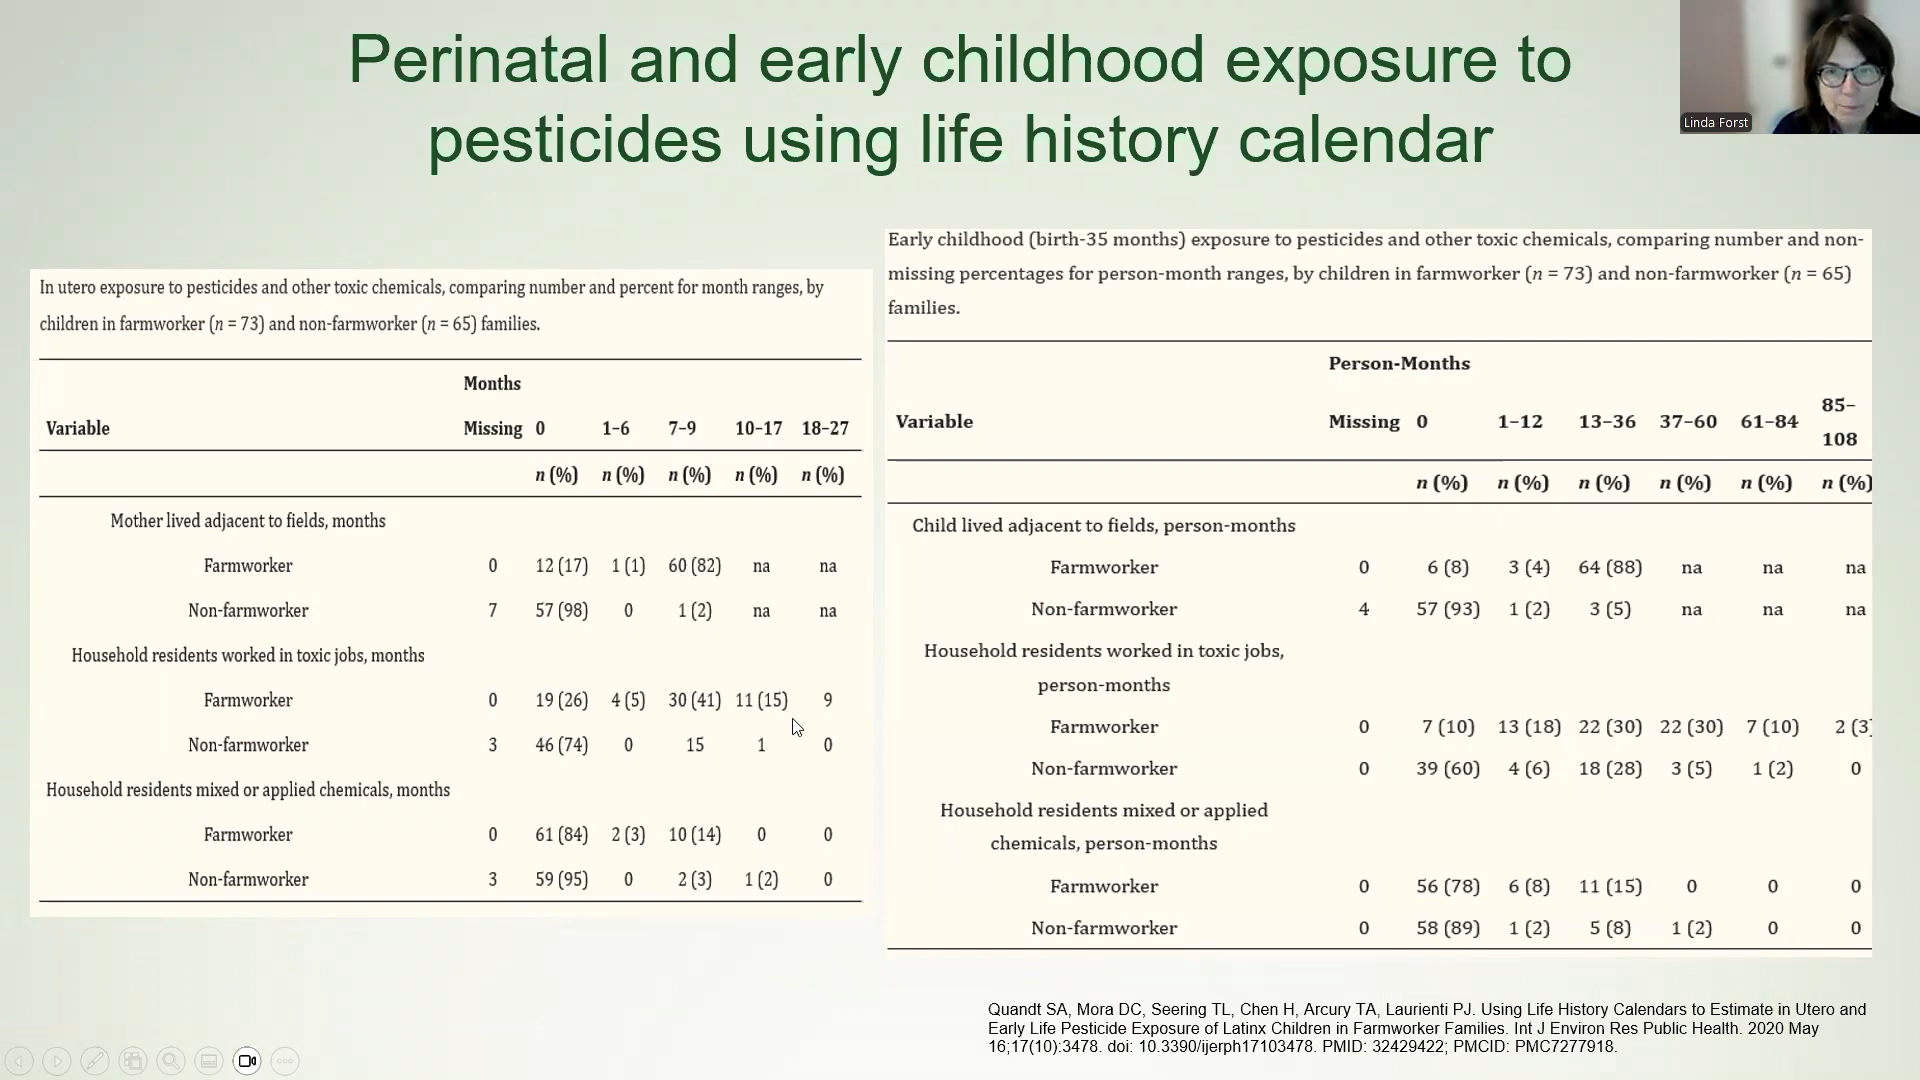 Perinatal and early childhood exposure to
pesticides using life history calendar
Linda Forst
In utero exposure to pesticides and other toxic chemicals, comparing number and percent for month ranges, by
children in farmworker (n = 73) and non-farmworker (n = 65) families.
Months
Variable Missing 0 1–6 7–9 10–17 18–27
n (%) n (%) n (%) n (%) n (%)
Mother lived adjacent to fields, months
Farmworker 0 12 (17) 1 (1) 60 (82) na na
Non-farmworker 7 57 (98) 0 1 (2) na na
Household residents worked in toxic jobs, months
Farmworker 0 19 (26) 4 (5) 30 (41) 11 (15) 9
Non-farmworker 3 46 (74) 0 15 1 0
Household residents mixed or applied chemicals, months
Farmworker 0 61 (84) 2 (3) 10 (14) 0 0
Non-farmworker 3 59 (95) 0 2 (3) 1 (2) 0
Early childhood (birth-35 months) exposure to pesticides and other toxic chemicals, comparing number and non-
missing percentages for person-month ranges, by children in farmworker (n = 73) and non-farmworker (n = 65)
families.
Person-Months
Variable Missing 0 1–12 13–36 37–60 61–84 85–
108
n (%) n (%) n (%) n (%) n (%) n (%)
Child lived adjacent to fields, person-months
Farmworker 0 6 (8) 3 (4) 64 (88) na na na
Non-farmworker 4 57 (93) 1 (2) 3 (5) na na na
Household residents worked in toxic jobs,
person-months
Farmworker 0 7 (10) 13 (18) 22 (30) 22 (30) 7 (10) 2 (3)
Non-farmworker 0 39 (60) 4 (6) 18 (28) 3 (5) 1 (2) 0
Household residents mixed or applied
chemicals, person-months
Farmworker 0 56 (78) 6 (8) 11 (15) 0 0 0
Non-farmworker 0 58 (89) 1 (2) 5 (8) 1 (2) 0 0
Quandt SA, Mora DC, Seering TL, Chen H, Arcury TA, Laurienti PJ. Using Life History Calendars to Estimate in Utero and
Early Life Pesticide Exposure of Latinx Children in Farmworker Families. Int J Environ Res Public Health. 2020 May
16;17(10):3478. doi: 10.3390/ijerph17103478. PMID: 32429422; PMCID: PMC7277918.